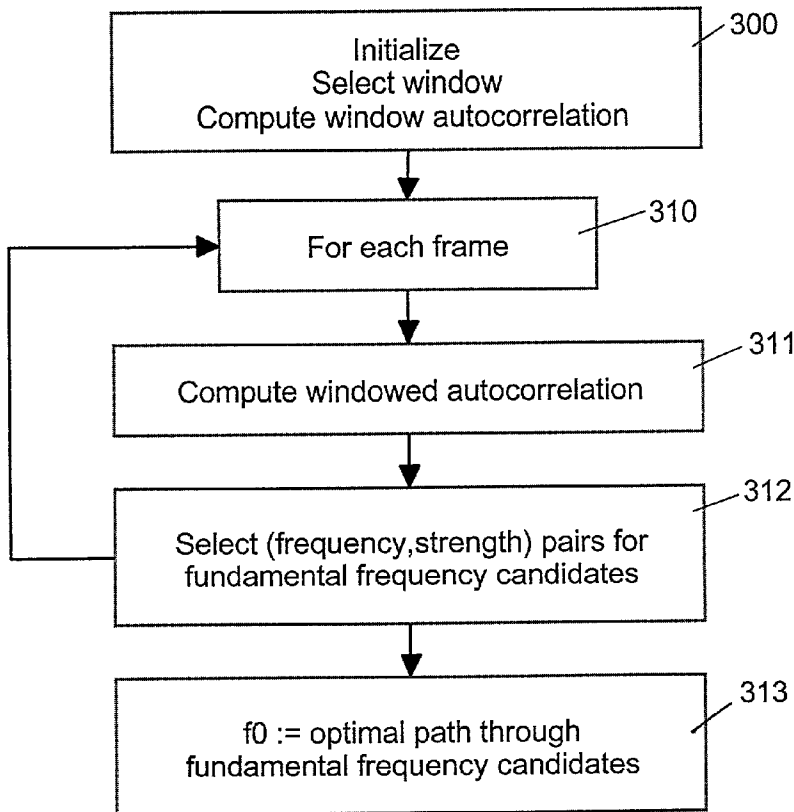 300
Initialize
Select window
Compute window autocorrelation
310
For each frame
311
Compute windowed autocorrelation
312
Select (frequency,strength) pairs for
fundamental frequency candidates
313
f0 := optimal path through
fundamental frequency candidates